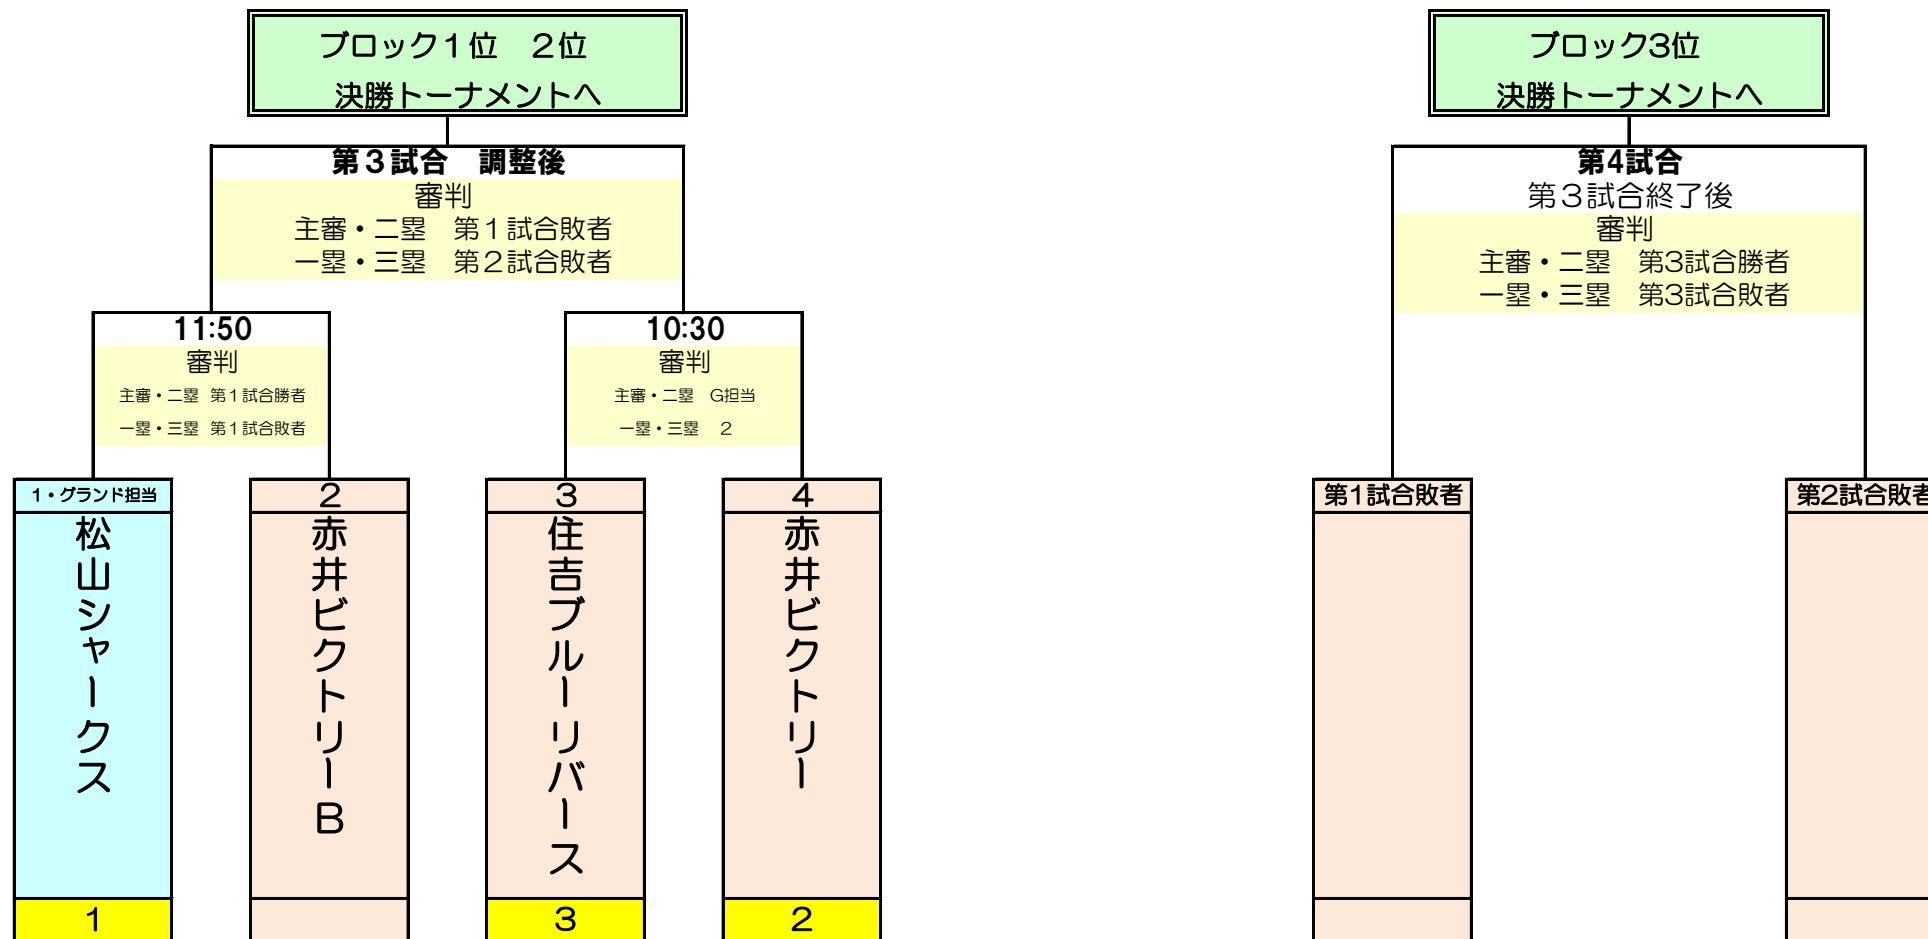 ブロック１位　２位
決勝トーナメントへ
ブロック3位
決勝トーナメントへ
第３試合　調整後
審判
主審・二塁　第１試合敗者
一塁・三塁　第２試合敗者
第4試合
第３試合終了後
審判
主審・二塁　第3試合勝者
一塁・三塁　第3試合敗者
11:50
審判
主審・二塁 第１試合勝者
一塁・三塁 第１試合敗者
10:30
審判
主審・二塁　G担当
一塁・三塁　２
1・グランド担当
松山シャークス
1
2
赤井ビクトリーB
3
住吉ブルーリバース
3
4
赤井ビクトリー
2
第1試合敗者
第2試合敗者